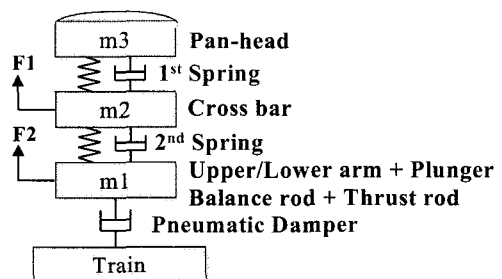 m3 Pan-head
F1
1st Spring
m2 Cross bar
F2
2nd Spring
m1 Upper/Lower arm + Plunger
Balance rod + Thrust rod
Pneumatic Damper
Train